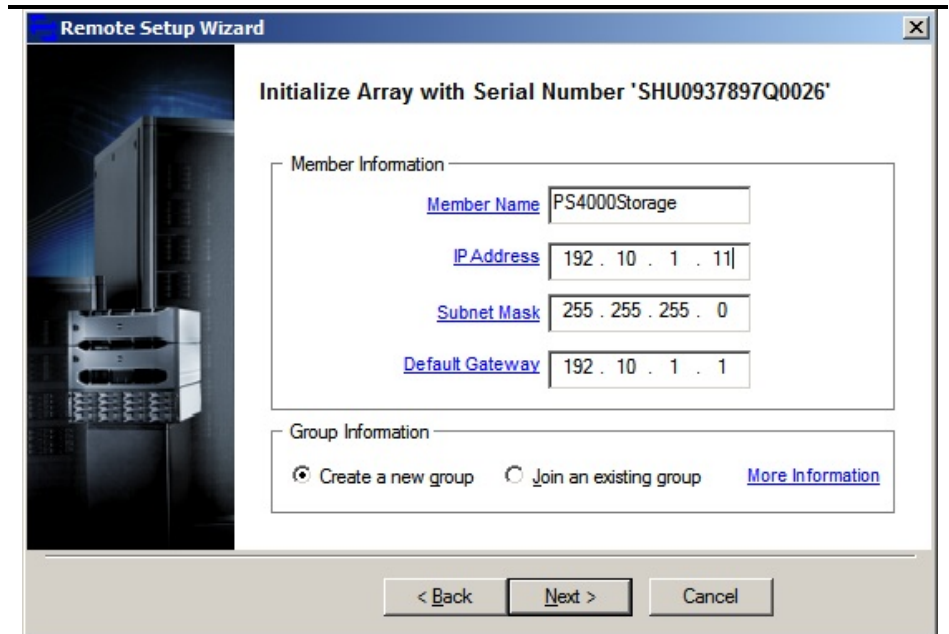 Remote Setup Wizard
Initialize Array with Serial Number 'SHU0937897Q0026'
Member Information
Member Name PS4000Storage
IP Address 192 . 10 . 1 . 11
Subnet Mask 255 . 255 . 255 . 0
Default Gateway 192 . 10 . 1 . 1
Group Information
Create a new group Join an existing group More Information
< Back Next > Cancel